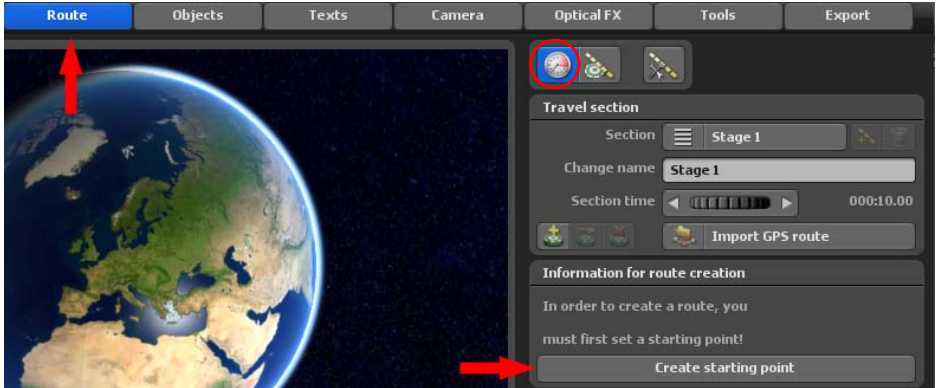 Route Objects Texts Camera Optical FX Tools Export
Travel section
Section Stage 1
Change name Stage 1
Section time 000:10.00
Import GPS route
Information for route creation
In order to create a route, you
must first set a starting point!
Create starting point